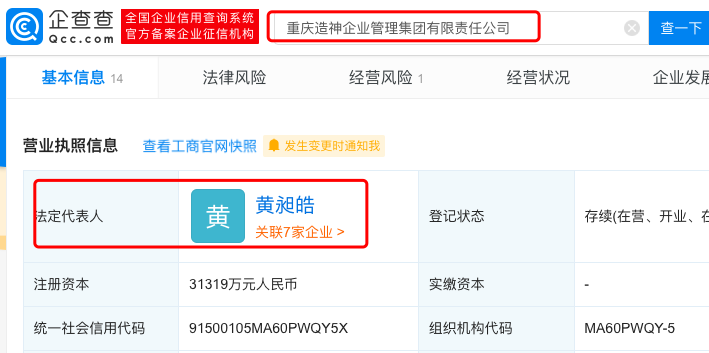 企查查
Qcc.com
全国企业信用查询系统
官方备案企业征信机构
重庆造神企业管理集团有限责任公司
查一下
基本信息 14
法律风险
经营风险 1
经营状况
企业发展
营业执照信息
查看工商官网快照
发生变更时通知我
法定代表人
黄
黄昶皓
关联7家企业 >
登记状态
存续(在营、开业、在
注册资本
31319万元人民币
实缴资本
-
统一社会信用代码
91500105MA60PWQY5X
组织机构代码
MA60PWQY-5